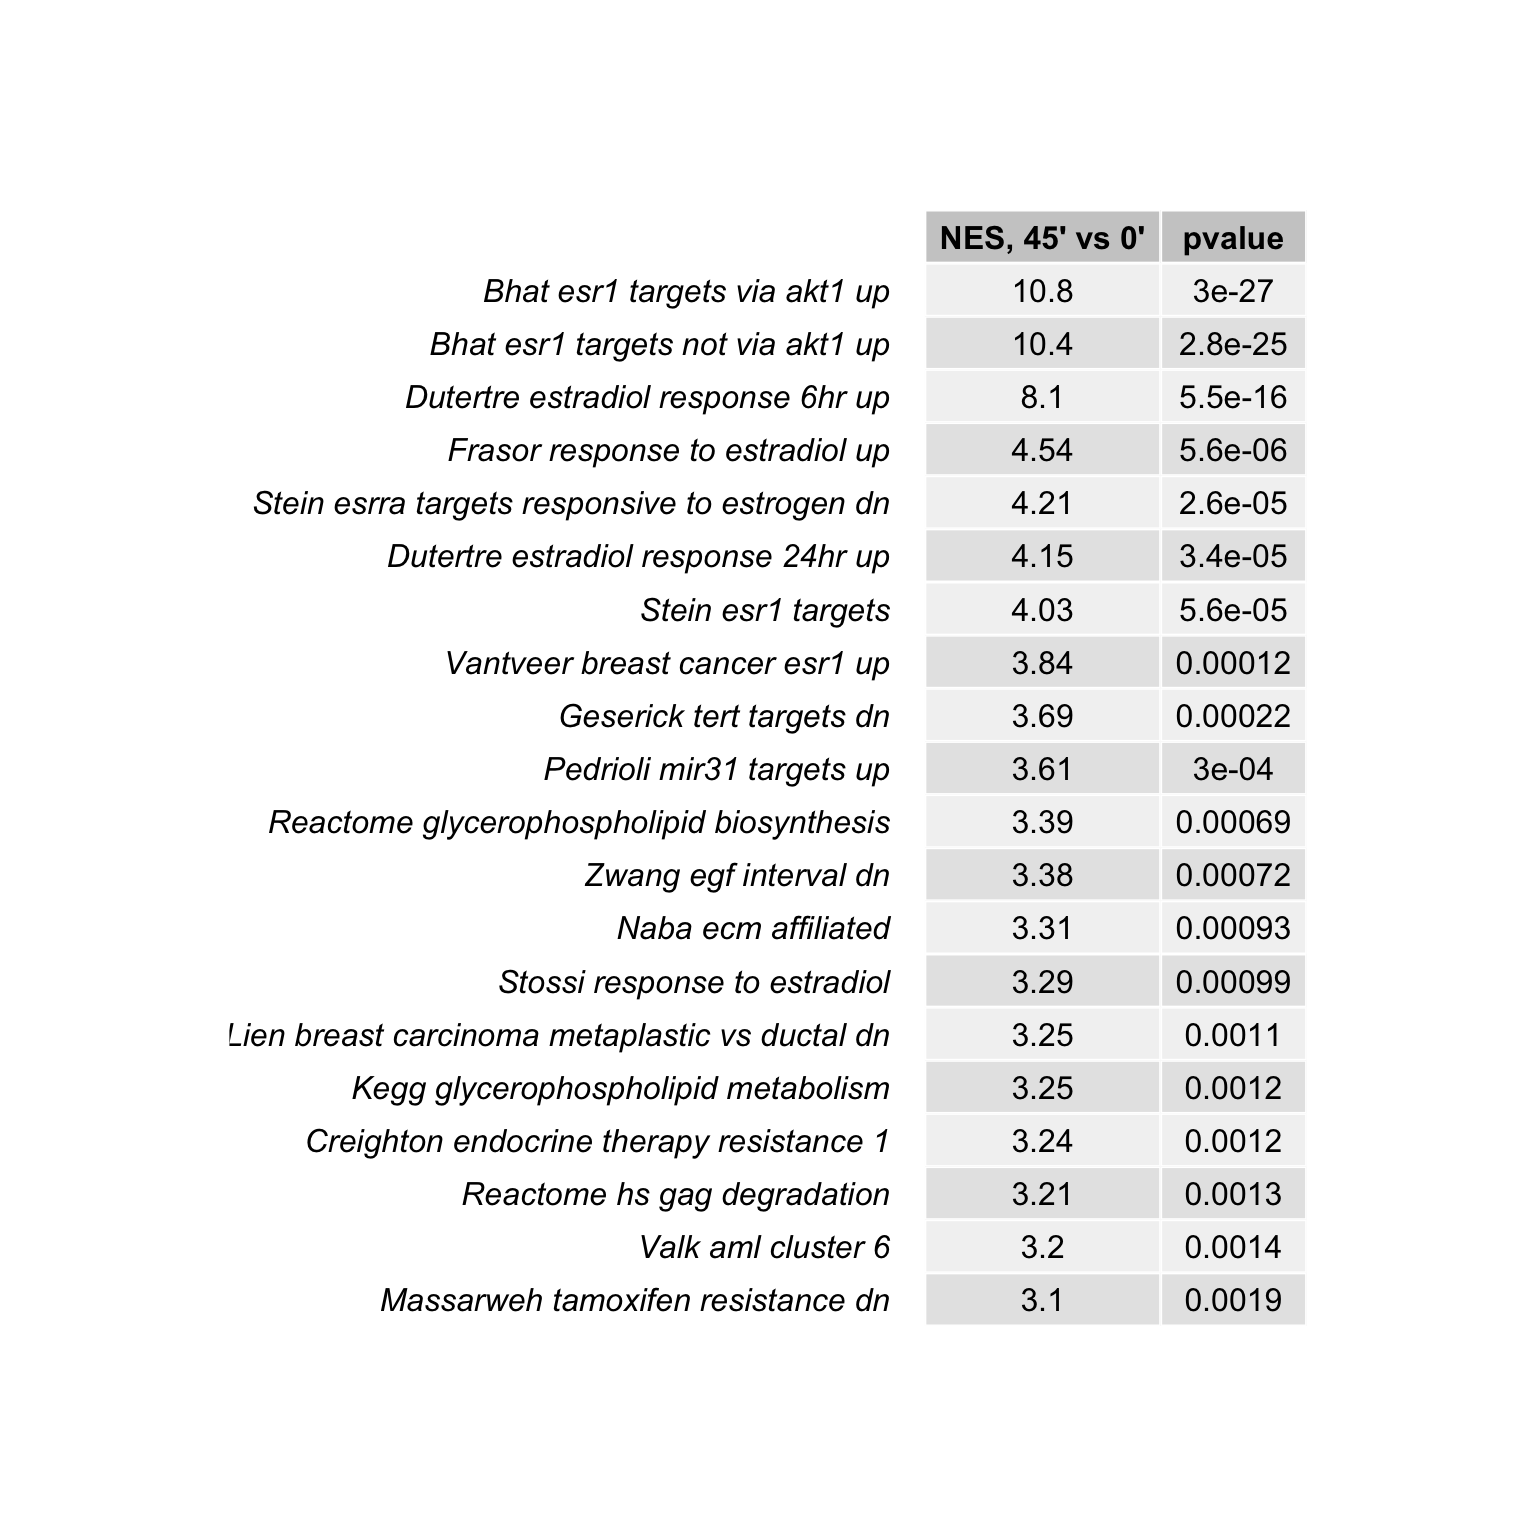 NES, 45' vs 0' pvalue
Bhat esr1 targets via akt1 up 10.8 3e-27
Bhat esr1 targets not via akt1 up 10.4 2.8e-25
Dutertre estradiol response 6hr up 8.1 5.5e-16
Frasor response to estradiol up 4.54 5.6e-06
Stein esrra targets responsive to estrogen dn 4.21 2.6e-05
Dutertre estradiol response 24hr up 4.15 3.4e-05
Stein esr1 targets 4.03 5.6e-05
Vantveer breast cancer esr1 up 3.84 0.00012
Geserick tert targets dn 3.69 0.00022
Pedrioli mir31 targets up 3.61 3e-04
Reactome glycerophospholipid biosynthesis 3.39 0.00069
Zwang egf interval dn 3.38 0.00072
Naba ecm affiliated 3.31 0.00093
Stossi response to estradiol 3.29 0.00099
Lien breast carcinoma metaplastic vs ductal dn 3.25 0.0011
Kegg glycerophospholipid metabolism 3.25 0.0012
Creighton endocrine therapy resistance 1 3.24 0.0012
Reactome hs gag degradation 3.21 0.0013
Valk aml cluster 6 3.2 0.0014
Massarweh tamoxifen resistance dn 3.1 0.0019